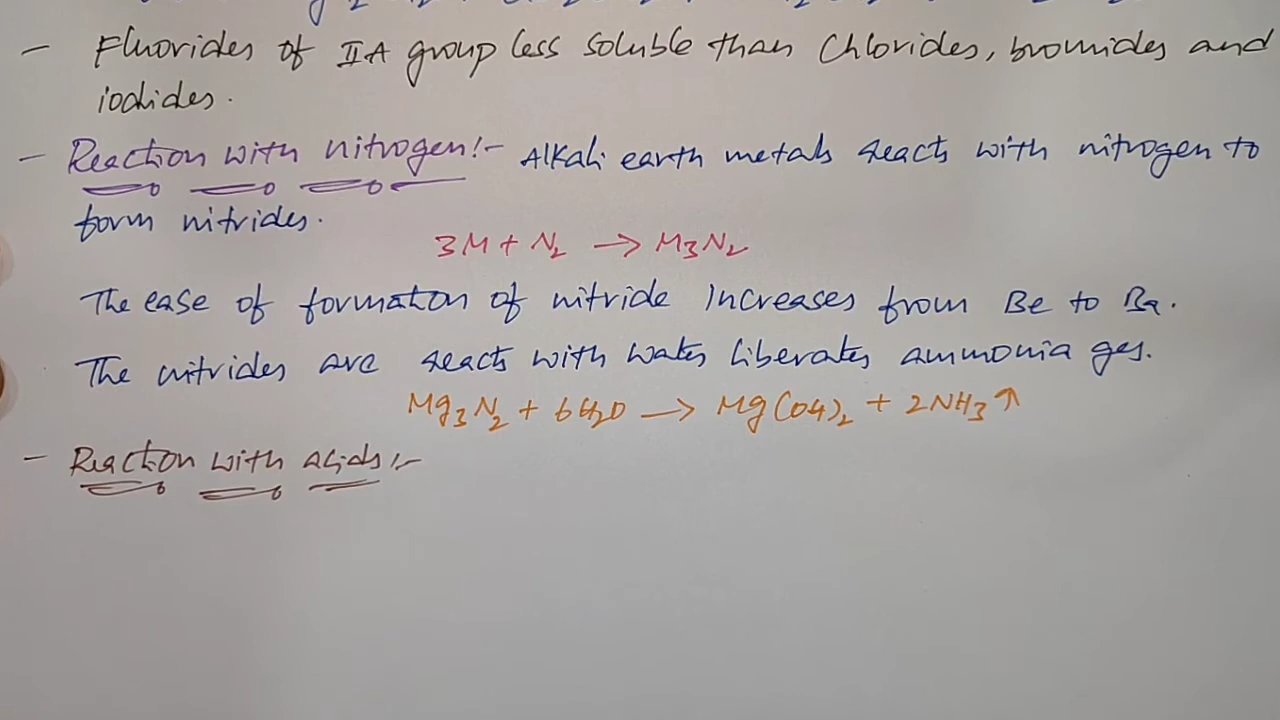 - Fluorides of IIA group less soluble than chlorides, bromides and
iodides.
- Reaction with nitrogen:- Alkali earth metals reacts with nitrogen to
form nitrides.
3M + N₂ → M₃N₂
The ease of formation of nitride increases from Be to Ba.
The nitrides are reacts with water liberates ammonia gas.
Mg₃N₂ + 6H₂O → Mg(OH)₂ + 2NH₃↑
- Reaction with acids:-